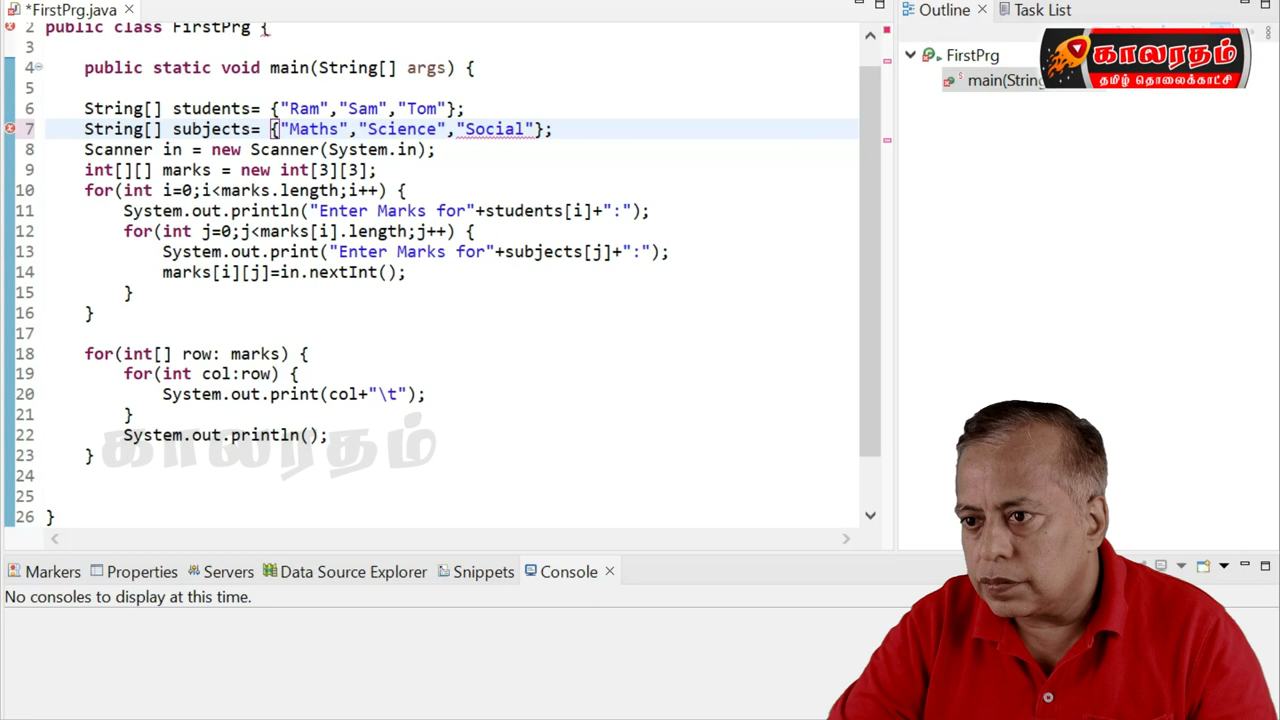 *FirstPrg.java
Outline
Task List
2 public class FirstPrg {
3
4 public static void main(String[] args) {
5
6 String[] students= {"Ram","Sam","Tom"};
7 String[] subjects= {"Maths","Science","Social"};
8 Scanner in = new Scanner(System.in);
9 int[][] marks = new int[3][3];
10 for(int i=0;i<marks.length;i++) {
11 System.out.println("Enter Marks for"+students[i]+":");
12 for(int j=0;j<marks[i].length;j++) {
13 System.out.print("Enter Marks for"+subjects[j]+":");
14 marks[i][j]=in.nextInt();
15 }
16 }
17
18 for(int[] row: marks) {
19 for(int col:row) {
20 System.out.print(col+"\t");
21 }
22 System.out.println();
23 }
24
25
26 }
காலரதம்
FirstPrg
main(String
காலரதம்
தமிழ் தொலைக்காட்சி
Markers
Properties
Servers
Data Source Explorer
Snippets
Console
No consoles to display at this time.